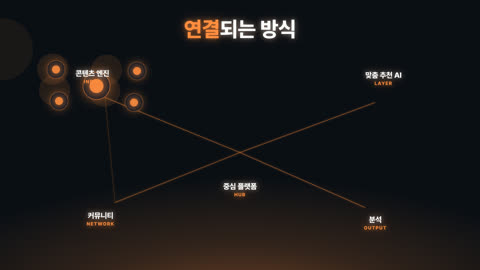 연결되는 방식
콘텐츠 엔진
맞춤 추천 AI
LAYER
중심 플랫폼
HUB
커뮤니티
NETWORK
분석
OUTPUT